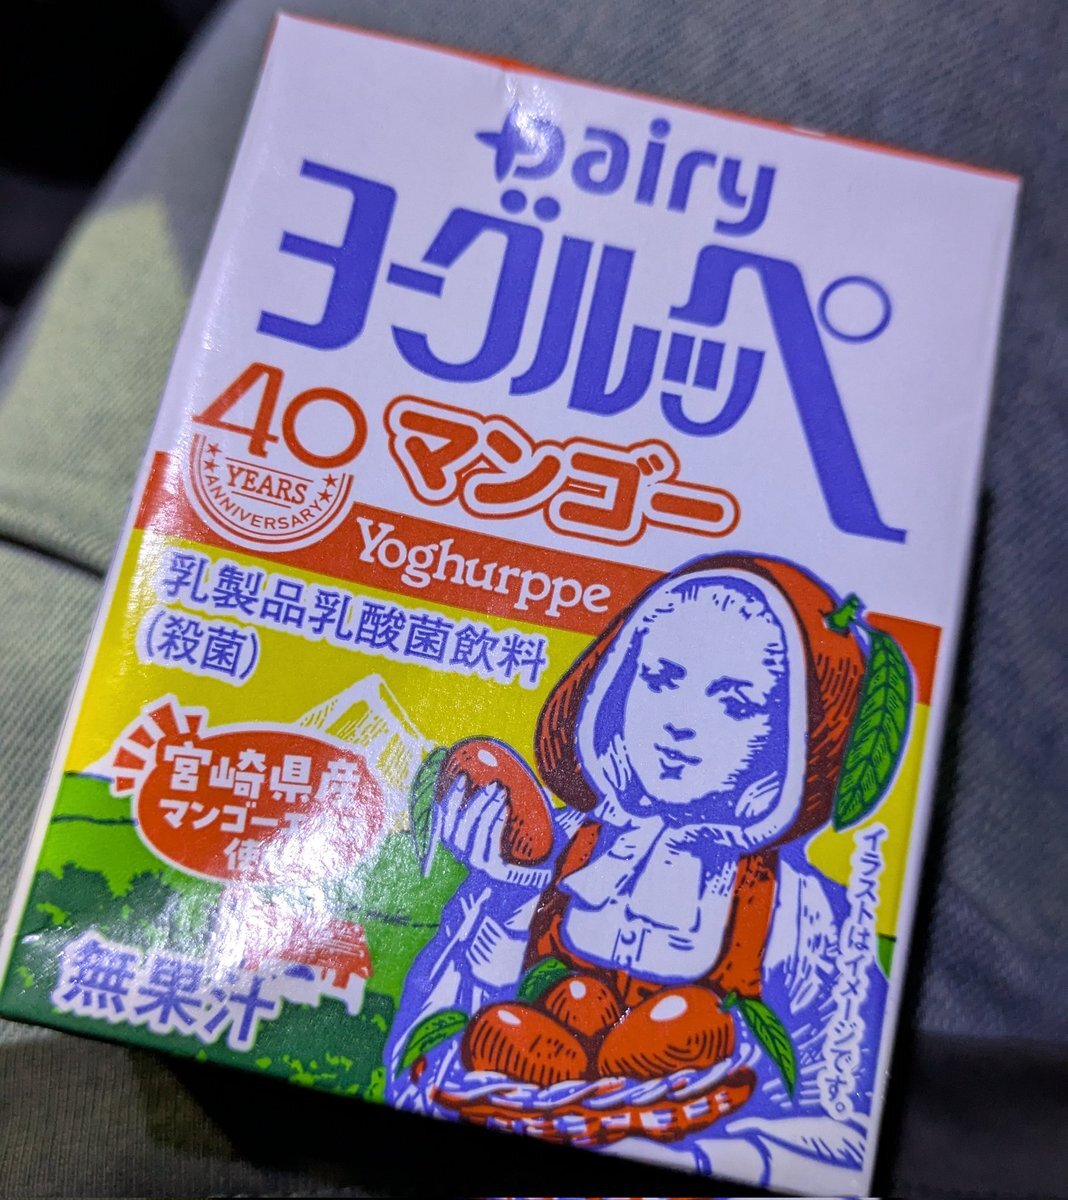 Dairy
ヨーグルッペ
40
YEARS
ANNIVERSARY
マンゴー
Yoghurppe
乳製品乳酸菌飲料
(殺菌)
宮崎県産
マンゴー
使
無果汁
イラストはイメージです。